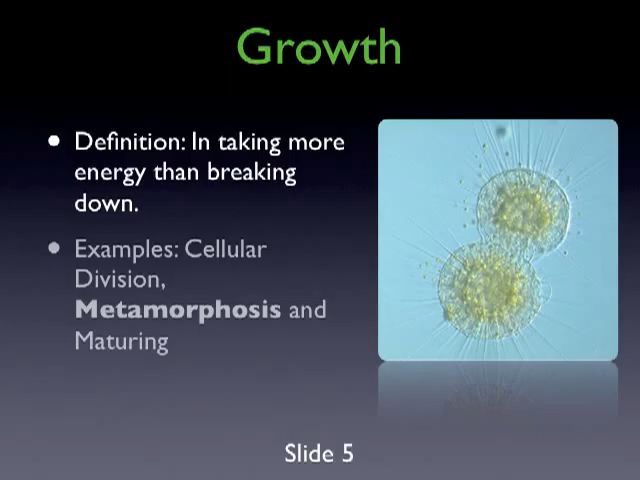 Growth
• Definition: In taking more
energy than breaking
down.
• Examples: Cellular
Division,
Metamorphosis and
Maturing
Slide 5